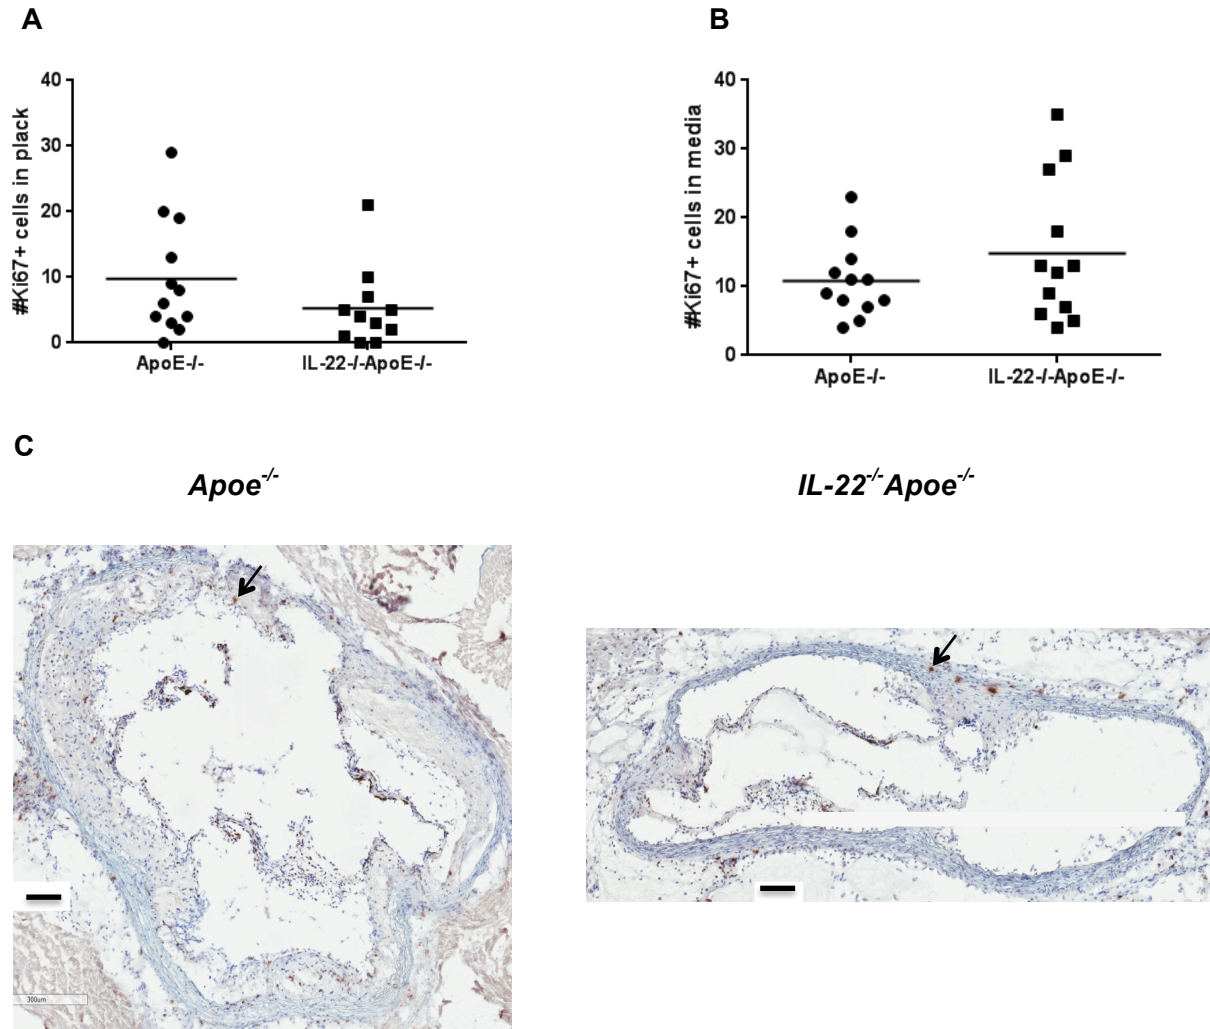 A
B
#Ki67+ cells in plack
40
30
20
10
0
ApoE-/-
IL-22-/-ApoE-/-
#Ki67+ cells in media
40
30
20
10
0
ApoE-/-
IL-22-/-ApoE-/-
C
Apoe-/-
IL-22-/-Apoe-/-
300um